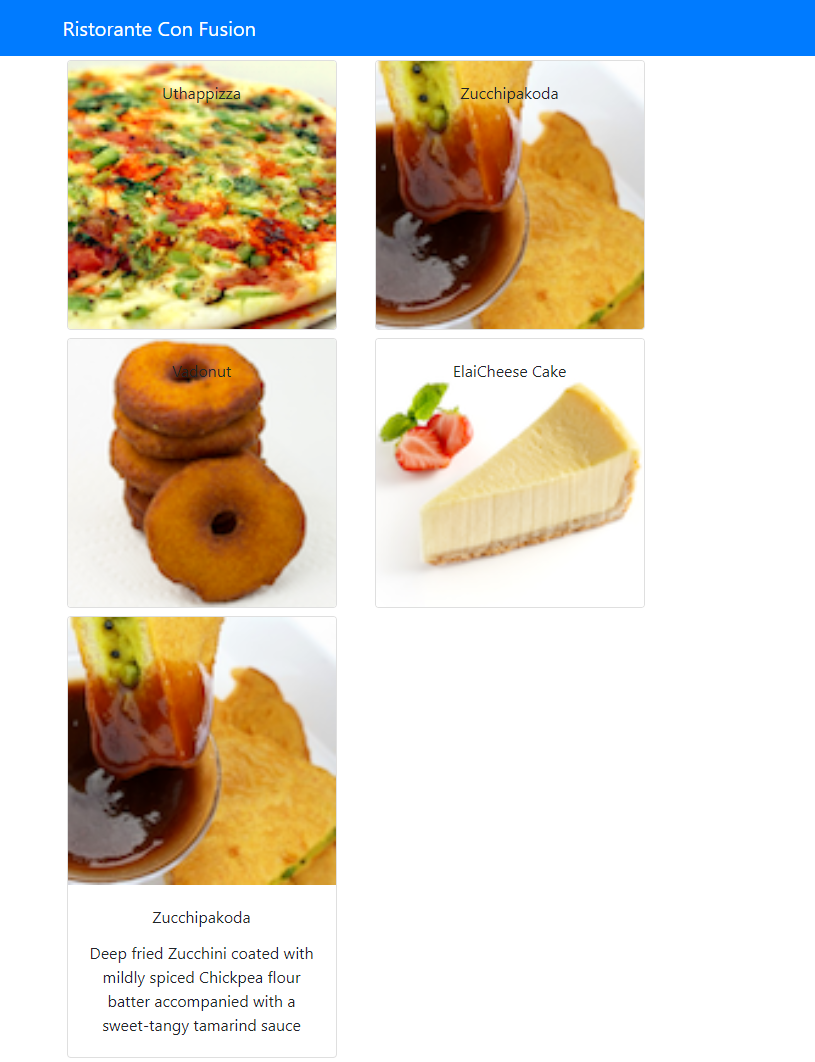 Ristorante Con Fusion
Uthappizza
Zucchipakoda
Vadonut
ElaiCheese Cake
Zucchipakoda
Deep fried Zucchini coated with
mildly spiced Chickpea flour
batter accompanied with a
sweet-tangy tamarind sauce